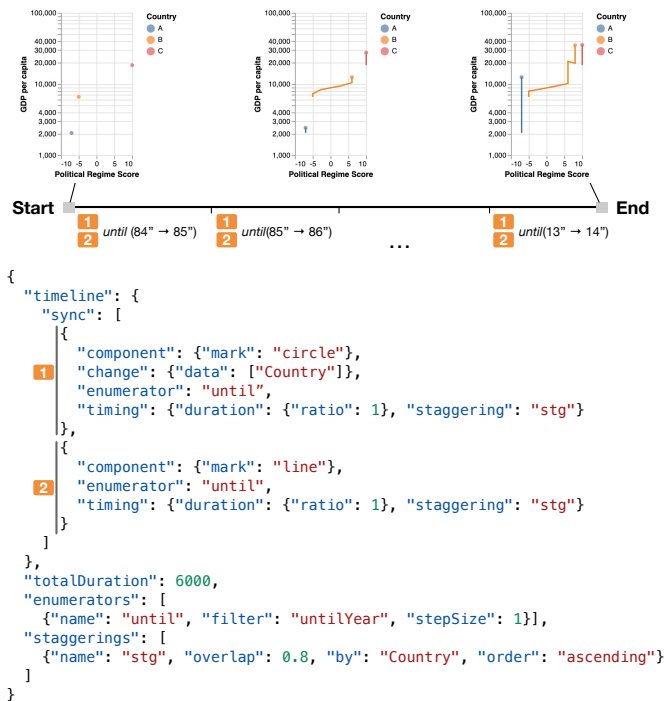 100,000
40,000
30,000
20,000
10,000
4,000
3,000
2,000
1,000
GDP per capita
-10 -5 0 5 10
Political Regime Score
Country
A
B
C
100,000
40,000
30,000
20,000
10,000
4,000
3,000
2,000
1,000
GDP per capita
-10 -5 0 5 10
Political Regime Score
Country
A
B
C
100,000
40,000
30,000
20,000
10,000
4,000
3,000
2,000
1,000
GDP per capita
-10 -5 0 5 10
Political Regime Score
Country
A
B
C
Start
End
1
2
until (84” → 85”)
1
2
until(85” → 86”)
...
1
2
until(13” → 14”)
{
"timeline": {
"sync": [
{
"component": {"mark": "circle"},
1 "change": {"data": ["Country"]},
"enumerator": "until”,
"timing": {"duration": {"ratio": 1}, "staggering": "stg"}
},
{
"component": {"mark": "line"},
2 "enumerator": "until",
"timing": {"duration": {"ratio": 1}, "staggering": "stg"}
}
]
},
"totalDuration": 6000,
"enumerators": [
{"name": "until", "filter": "untilYear", "stepSize": 1}],
"staggerings": [
{"name": "stg", "overlap": 0.8, "by": "Country", "order": "ascending"}
]
}